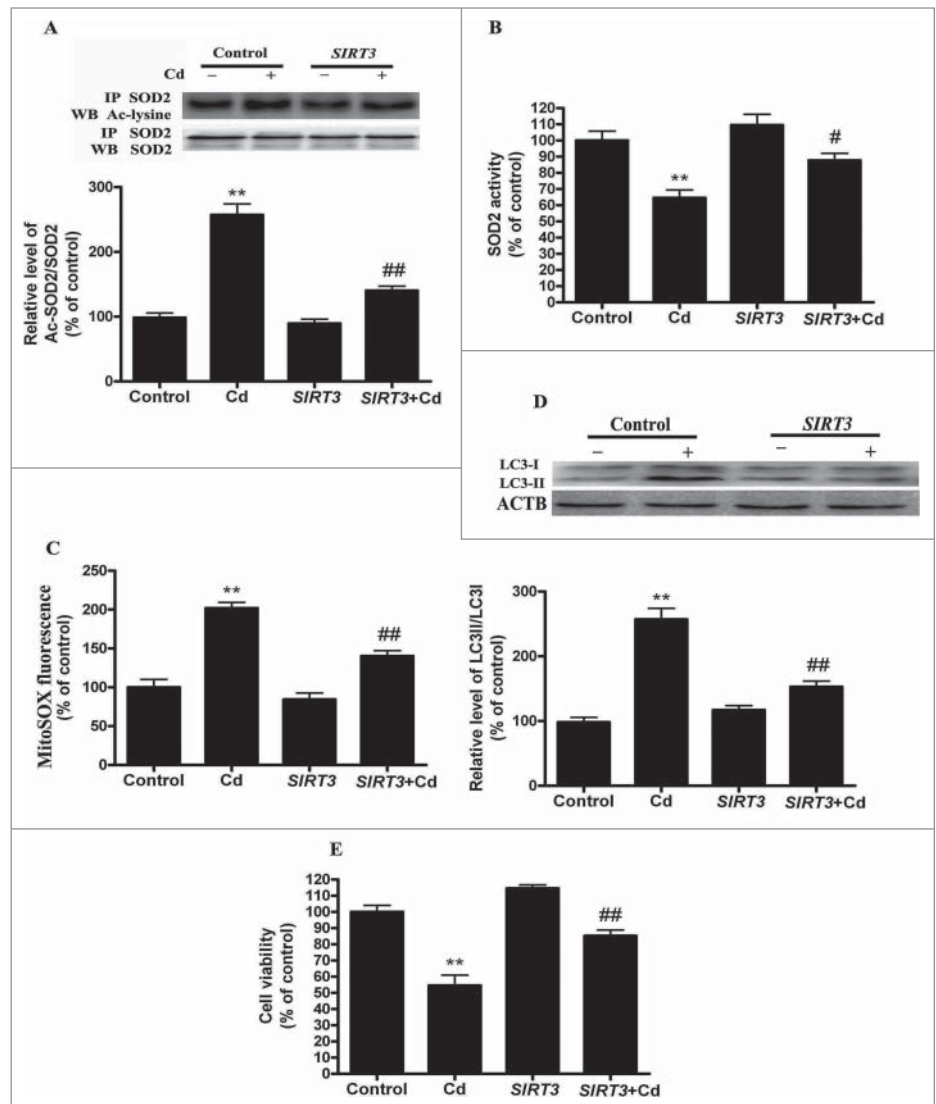 A
Control SIRT3
Cd − + − +
IP SOD2
WB Ac-lysine
IP SOD2
WB SOD2
Relative level of
Ac-SOD2/SOD2
(% of control)
300
200
100
0
**
##
Control Cd SIRT3 SIRT3+Cd
B
SOD2 activity
(% of control)
120
110
100
90
80
70
60
50
40
30
20
10
0
**
#
Control Cd SIRT3 SIRT3+Cd
D
Control SIRT3
− + − +
LC3-I
LC3-II
ACTB
C
MitoSOX fluorescence
(% of control)
250
200
150
100
50
0
**
##
Control Cd SIRT3 SIRT3+Cd
Relative level of LC3II/LC3I
(% of control)
300
200
100
0
**
##
Control Cd SIRT3 SIRT3+Cd
E
Cell viability
(% of control)
120
110
100
90
80
70
60
50
40
30
20
10
0
**
##
Control Cd SIRT3 SIRT3+Cd